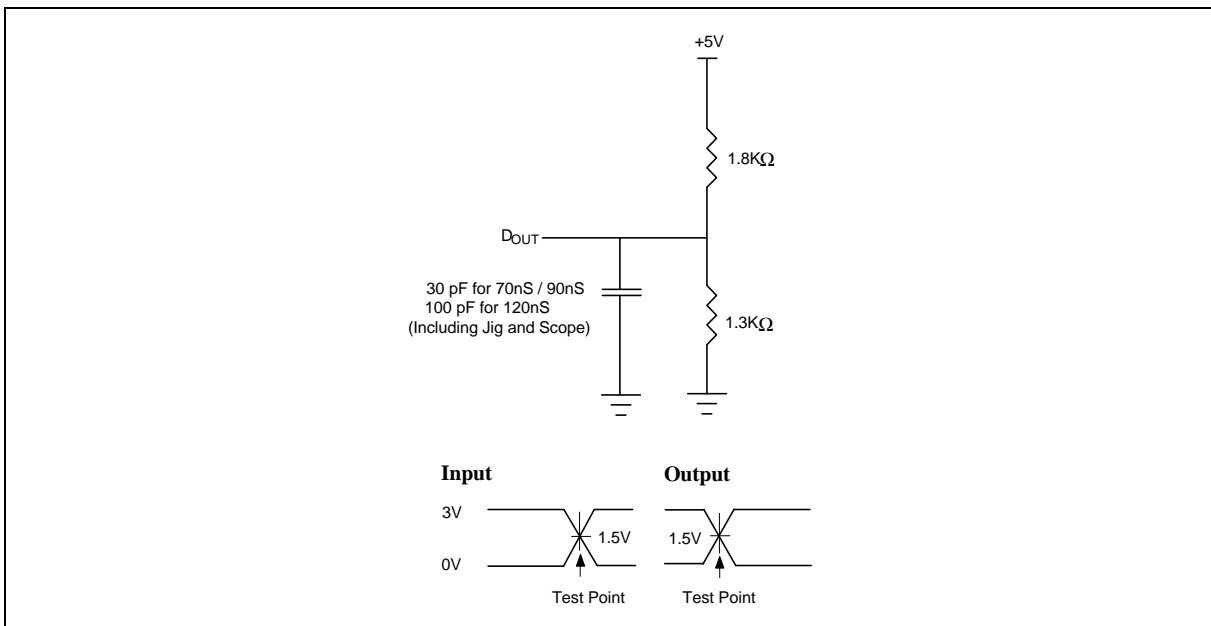 +5V
1.8KΩ
DOUT
30 pF for 70nS / 90nS
100 pF for 120nS
(Including Jig and Scope)
1.3KΩ
Input
Output
3V
1.5V
1.5V
0V
Test Point
Test Point